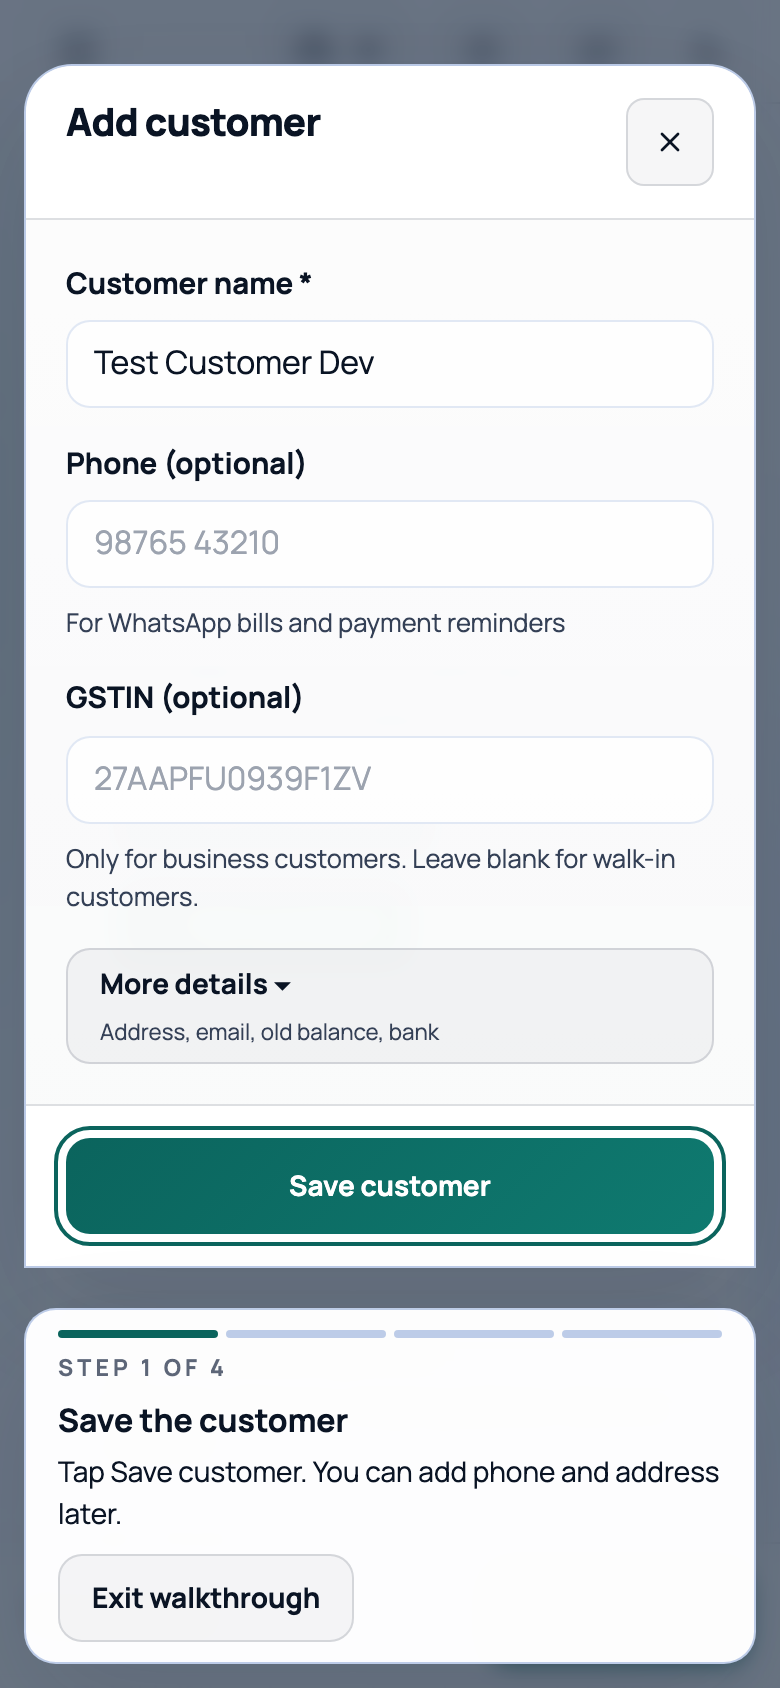 Add customer
Customer name *
Test Customer Dev
Phone (optional)
98765 43210
For WhatsApp bills and payment reminders
GSTIN (optional)
27AAPFU0939F1ZV
Only for business customers. Leave blank for walk-in
customers.
More details
Address, email, old balance, bank
Save customer
STEP 1 OF 4
Save the customer
Tap Save customer. You can add phone and address
later.
Exit walkthrough